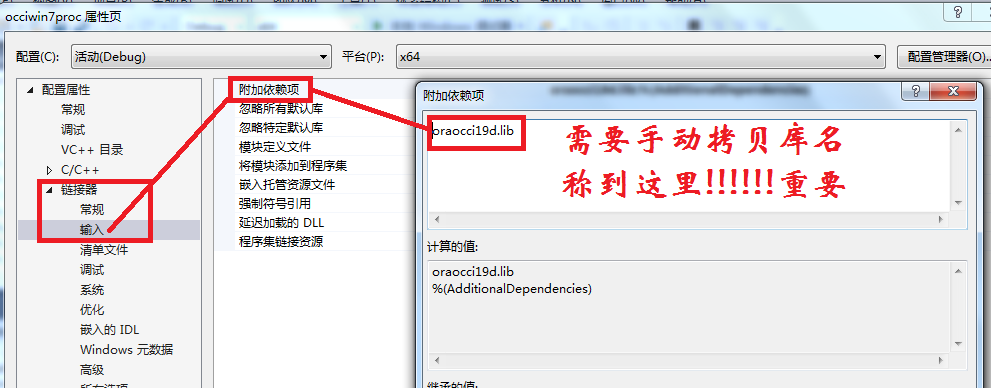 occiwin7proc 属性页
配置(C):
活动(Debug)
平台(P):
x64
配置管理器(O)...
配置属性
常规
调试
VC++ 目录
C/C++
链接器
常规
输入
清单文件
调试
系统
优化
嵌入的 IDL
Windows 元数据
高级
所有选项
附加依赖项
忽略所有默认库
忽略特定默认库
模块定义文件
将模块添加到程序集
嵌入托管资源文件
强制符号引用
延迟加载的 DLL
程序集链接资源
附加依赖项
oraocci19d.lib
需要手动拷贝库名
称到这里!!!!!!重要
计算的值:
oraocci19d.lib
%(AdditionalDependencies)
继承的值: